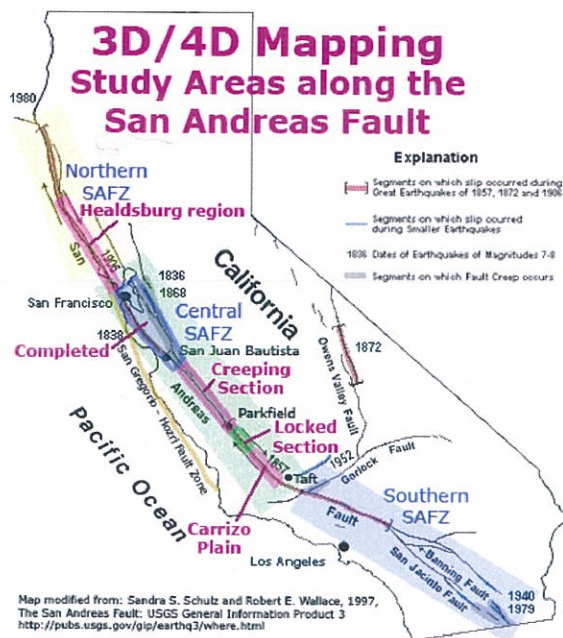 3D/4D Mapping
Study Areas along the
San Andreas Fault
1980
Explanation
Segments on which slip occurred during
Great Earthquakes of 1857, 1872 and 1906
Segments on which slip occurred
during Smaller Earthquakes
1836 Dates of Earthquakes of Magnitudes 7-8
Segments on which Fault Creep occurs
Northern
SAFZ
Healdsburg region
San
1906
1836
1868
San Francisco
California
Central
SAFZ
1838
Completed
San Juan Bautista
1872
Owens Valley Fault
Creeping
Section
San Gregorio - Hozri Fault Zone
Andreas
Parkfield
Locked
Section
Pacific Ocean
1857
1952
Taft
Garlock Fault
Southern
SAFZ
Carrizo
Plain
Fault
Los Angeles
Banning Fault
San Jacinto Fault
1940
1979
Map modified from: Sandra S. Schulz and Robert E. Wallace, 1997,
The San Andreas Fault: USGS General Information Product 3
http://pubs.usgs.gov/gip/earthq3/where.html